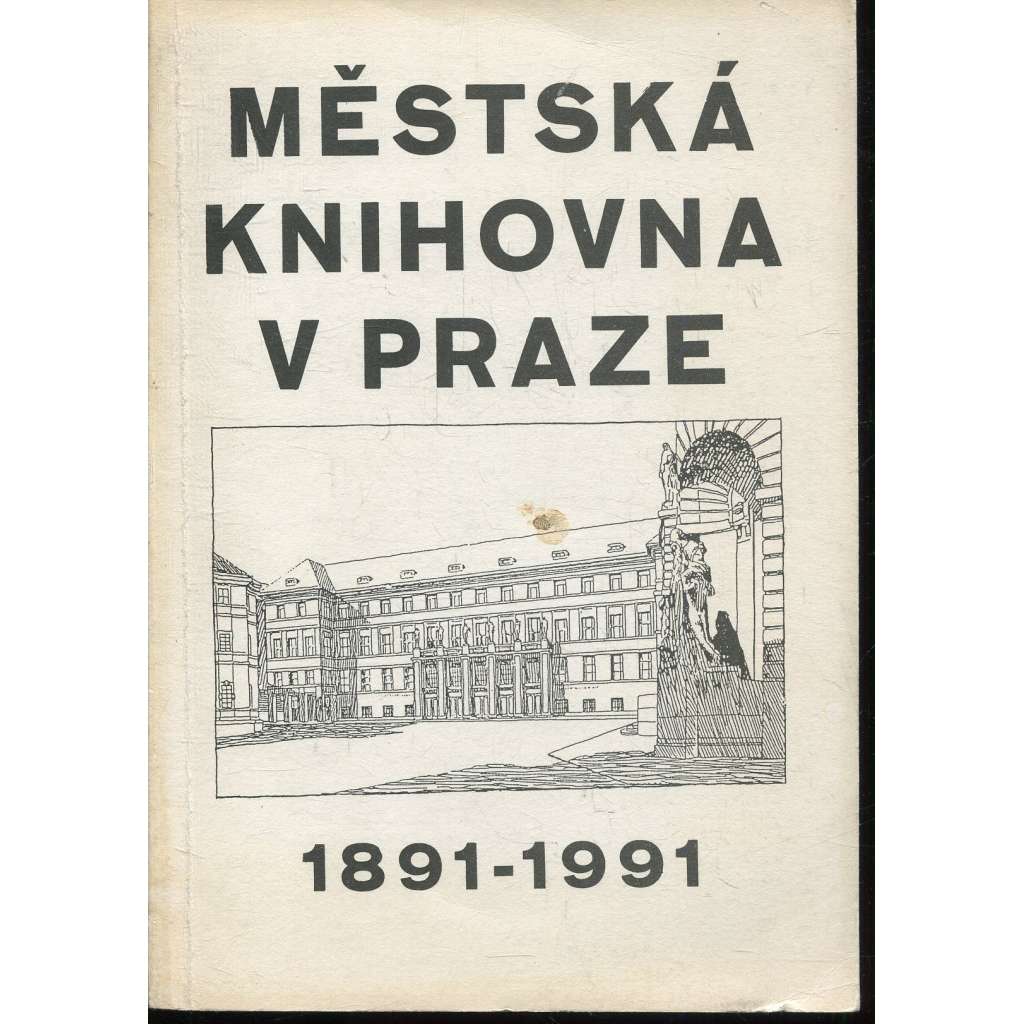 MĚSTSKÁ
KNIHOVNA
V PRAZE
1891-1991